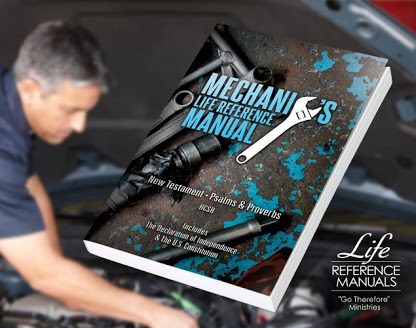 MECHANI 'S
LIFE REFERENCE
MANUAL
New Testament • Psalms & Proverbs
HCSB
Includes
The Declaration of Independence
& The U.S. Constitution
Life
REFERENCE
MANUALS
"Go Therefore"
Ministries